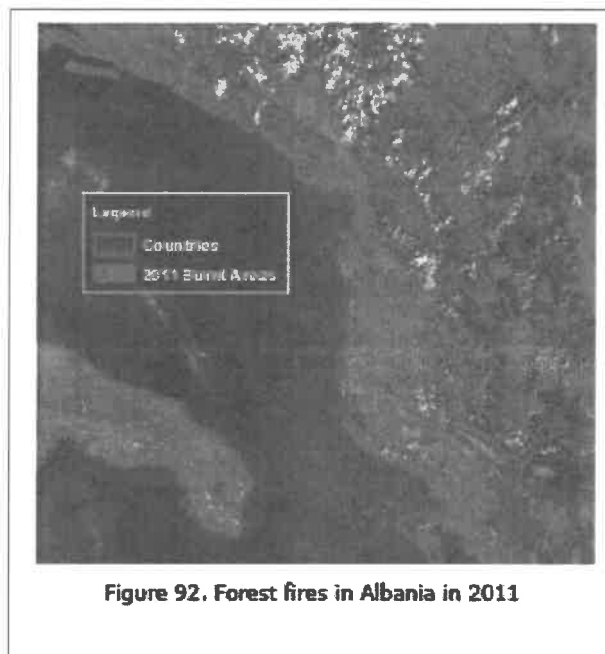 Legend
Countries
2011 Burnt Areas
Figure 92. Forest fires in Albania in 2011